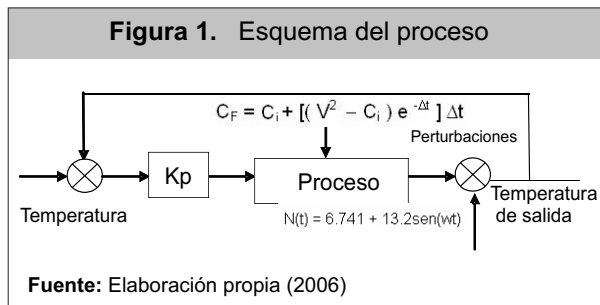 Figura 1. Esquema del proceso
C_F = C_i + [( V² – C_i ) e ^-Δt ] Δt
Perturbaciones
Kp
Proceso
Temperatura
Temperatura
de salida
N(t) = 6.741 + 13.2sen(wt)
Fuente: Elaboración propia (2006)